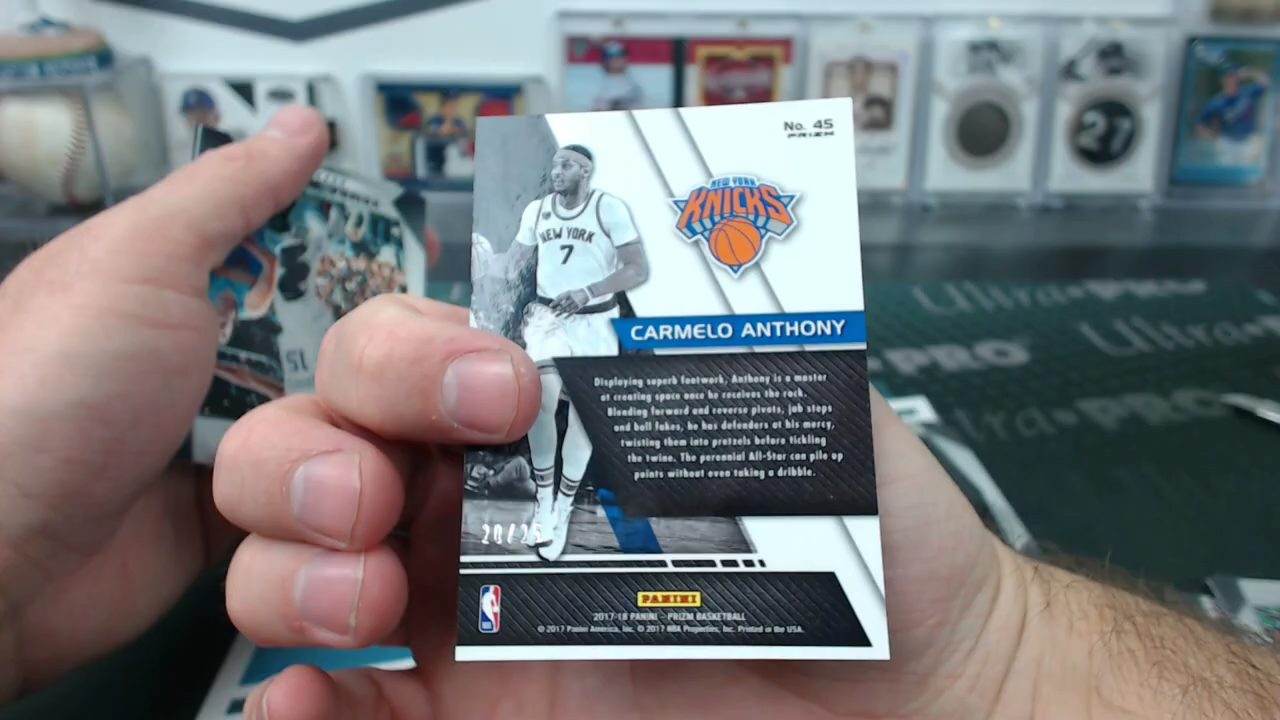 No. 45
PRIZM
NEW YORK
KNICKS
NEW YORK
7
CARMELO ANTHONY
Displaying superb footwork, Anthony is a master
at creating space once he receives the rock.
Blending forward and reverse pivots, jab steps
and ball fakes, he has defenders at his mercy,
twisting them into pretzels before tickling
the twine. The perennial All-Star can pile up
points without even taking a dribble.
20/25
PANINI
2017-18 PANINI - PRIZM BASKETBALL
© 2017 Panini America, Inc. © 2017 NBA Properties, Inc. Printed in the USA.
27
Ultra•PRO
PRO
Ultra
Ultra•PRO